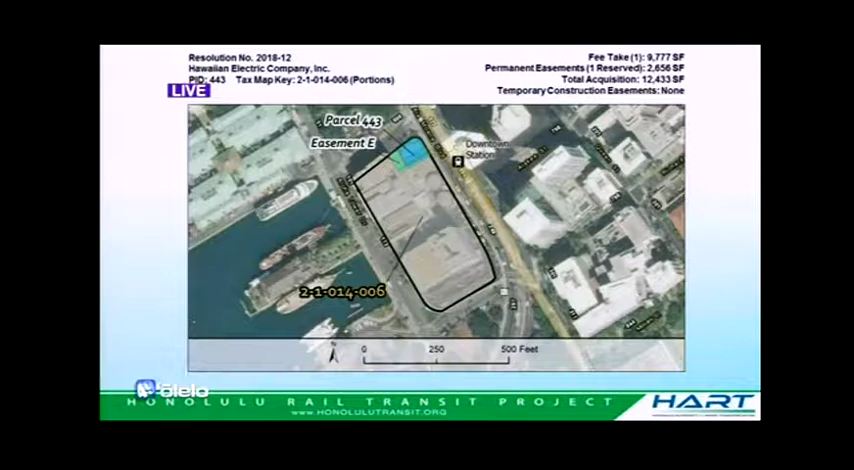 Resolution No. 2018-12
Hawaiian Electric Company, Inc.
PID: 443 Tax Map Key: 2-1-014-006 (Portions)
Fee Take (1): 9,777 SF
Permanent Easements (1 Reserved): 2,656 SF
Total Acquisition: 12,433 SF
Temporary Construction Easements: None
LIVE
Parcel 443
Easement E
Downtown
Station
2-1-014-006
N
0 250 500 Feet
'ōlelo
HONOLULU RAIL TRANSIT PROJECT
WWW.HONOLULUTRANSIT.ORG
HART